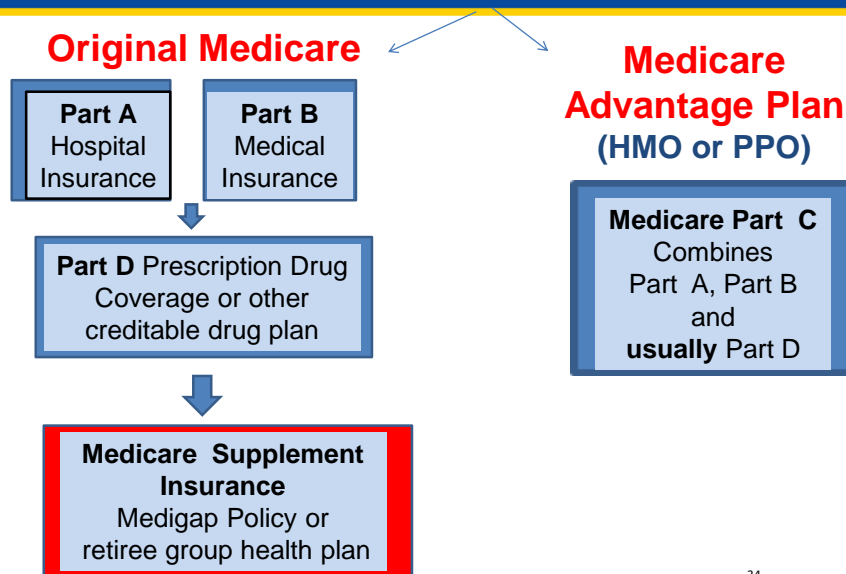 Original Medicare
Part A
Hospital
Insurance
Part B
Medical
Insurance
Part D Prescription Drug
Coverage or other
creditable drug plan
Medicare Supplement
Insurance
Medigap Policy or
retiree group health plan
Medicare
Advantage Plan
(HMO or PPO)
Medicare Part C
Combines
Part A, Part B
and
usually Part D